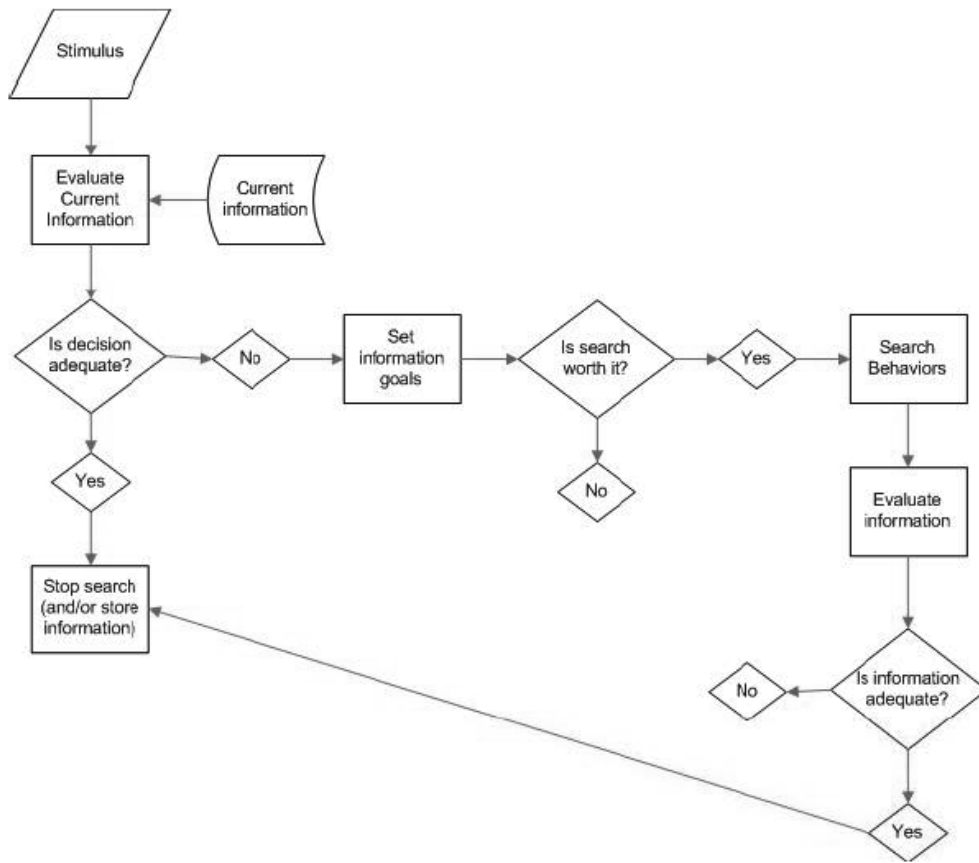 Stimulus
Evaluate
Current
Information
Current
information
Is decision
adequate?
No
Set
information
goals
Is search
worth it?
Yes
Search
Behaviors
Yes
No
Evaluate
information
Stop search
(and/or store
information)
No
Is information
adequate?
Yes